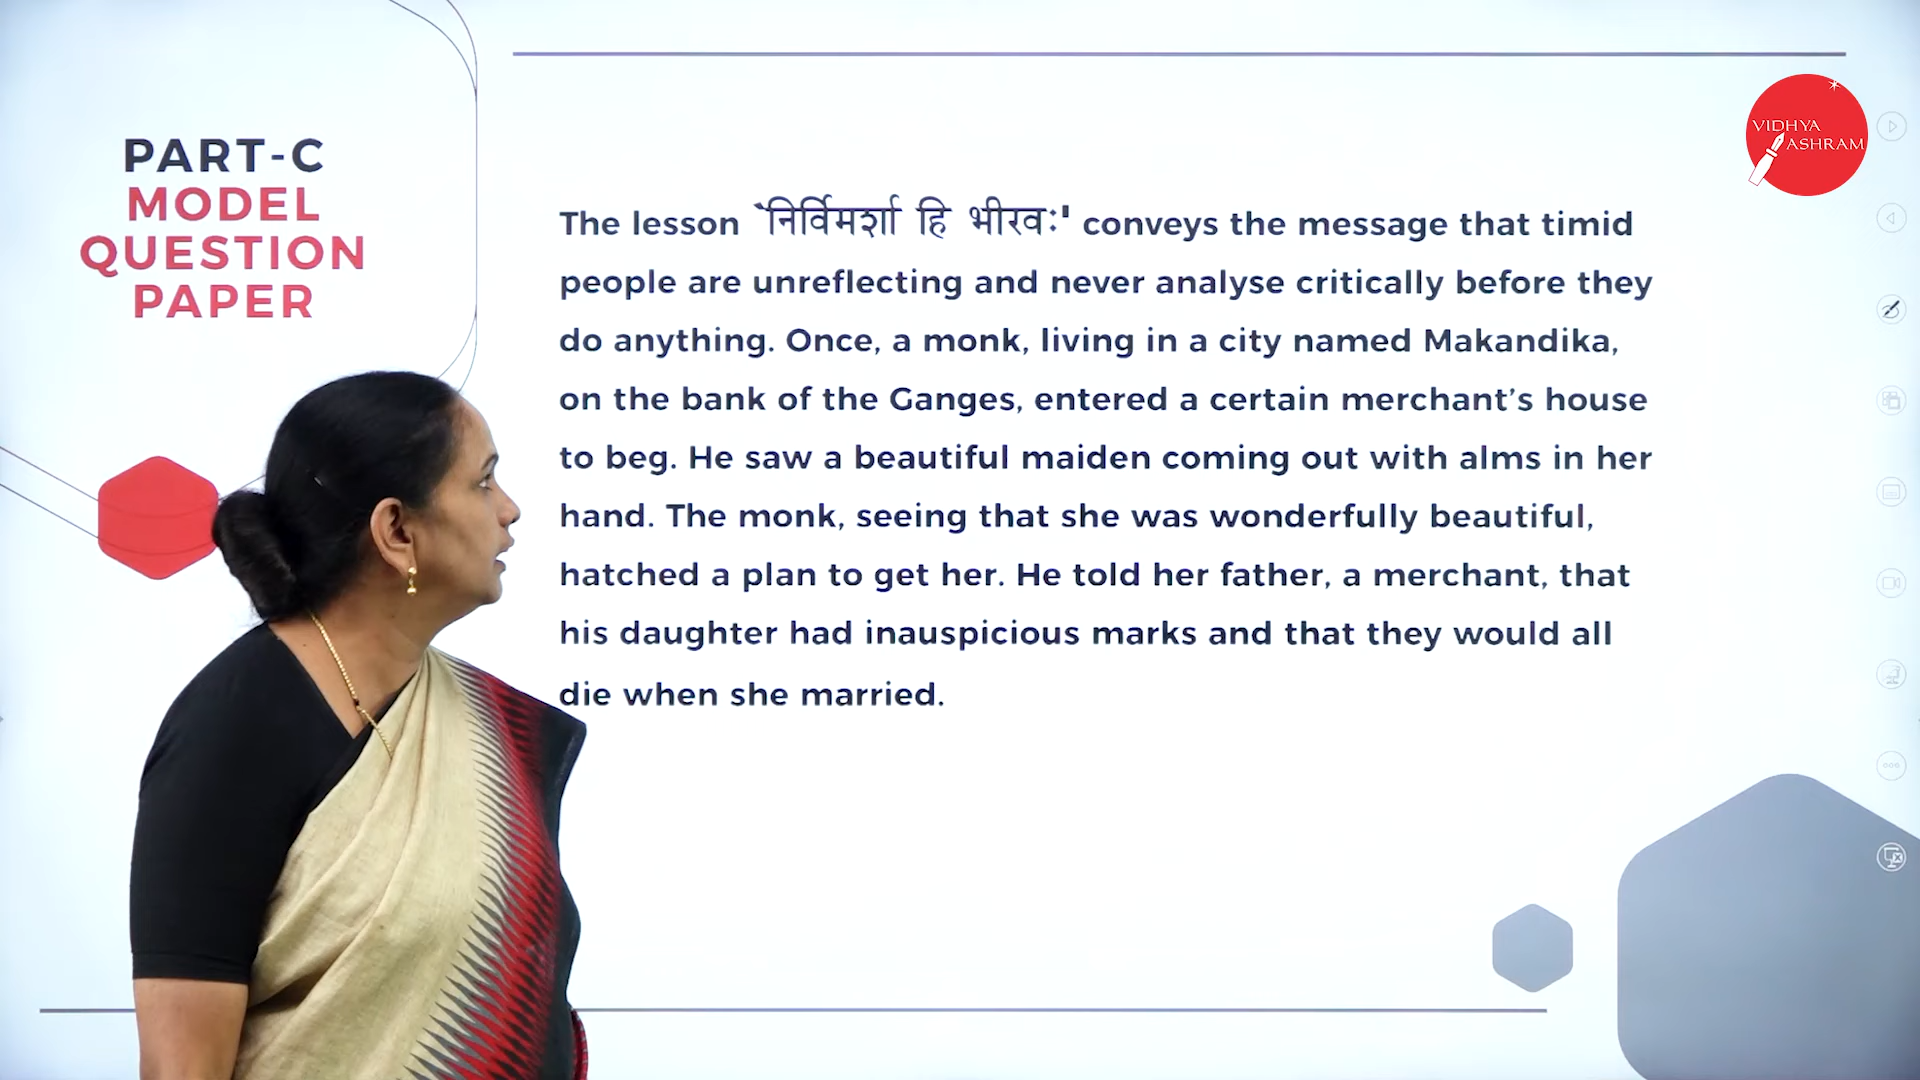 PART-C
MODEL
QUESTION
PAPER
VIDHYA
ASHRAM
The lesson `निर्विमर्शा हि भीरवः' conveys the message that timid
people are unreflecting and never analyse critically before they
do anything. Once, a monk, living in a city named Makandika,
on the bank of the Ganges, entered a certain merchant’s house
to beg. He saw a beautiful maiden coming out with alms in her
hand. The monk, seeing that she was wonderfully beautiful,
hatched a plan to get her. He told her father, a merchant, that
his daughter had inauspicious marks and that they would all
die when she married.